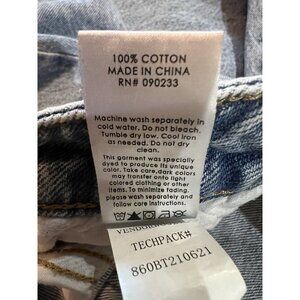 100% COTTON
MADE IN CHINA
RN# 090233
Machine wash separately in
cold water. Do not bleach.
Tumble dry low. Cool Iron
as needed. Do not dry
clean.
This garment was specially
dyed to produce its unique
color. Take care,dark colors
may transfer onto light
colored clothing or other
items. To minimize fading.
please wash separately and
follow care instructions.
TECHPACK#
860BT210621